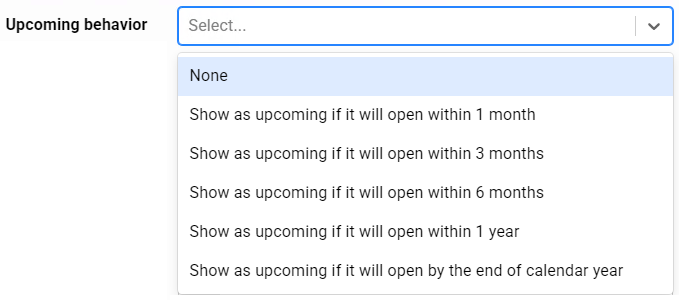 Upcoming behavior
Select...
None
Show as upcoming if it will open within 1 month
Show as upcoming if it will open within 3 months
Show as upcoming if it will open within 6 months
Show as upcoming if it will open within 1 year
Show as upcoming if it will open by the end of calendar year